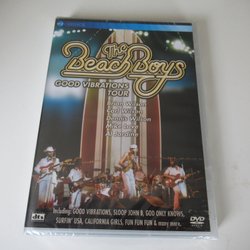 The
Beach Boys
GOOD VIBRATIONS
TOUR
Brian Wilson
Carl Wilson
Dennis Wilson
Mike Love
Al Jardine
Including: GOOD VIBRATIONS, SLOOP JOHN B, GOD ONLY KNOWS,
SURFIN' USA, CALIFORNIA GIRLS, FUN FUN FUN & many more.
dts
DVD